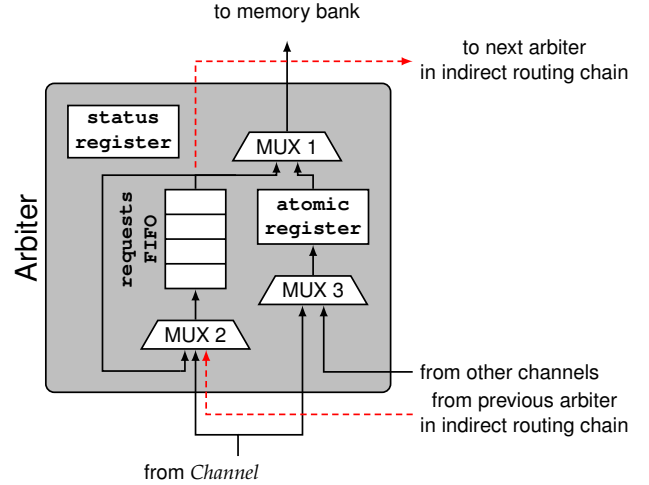 to memory bank
to next arbiter
in indirect routing chain
status
register
MUX 1
requests
FIFO
atomic
register
Arbiter
MUX 3
MUX 2
from other channels
from previous arbiter
in indirect routing chain
from Channel